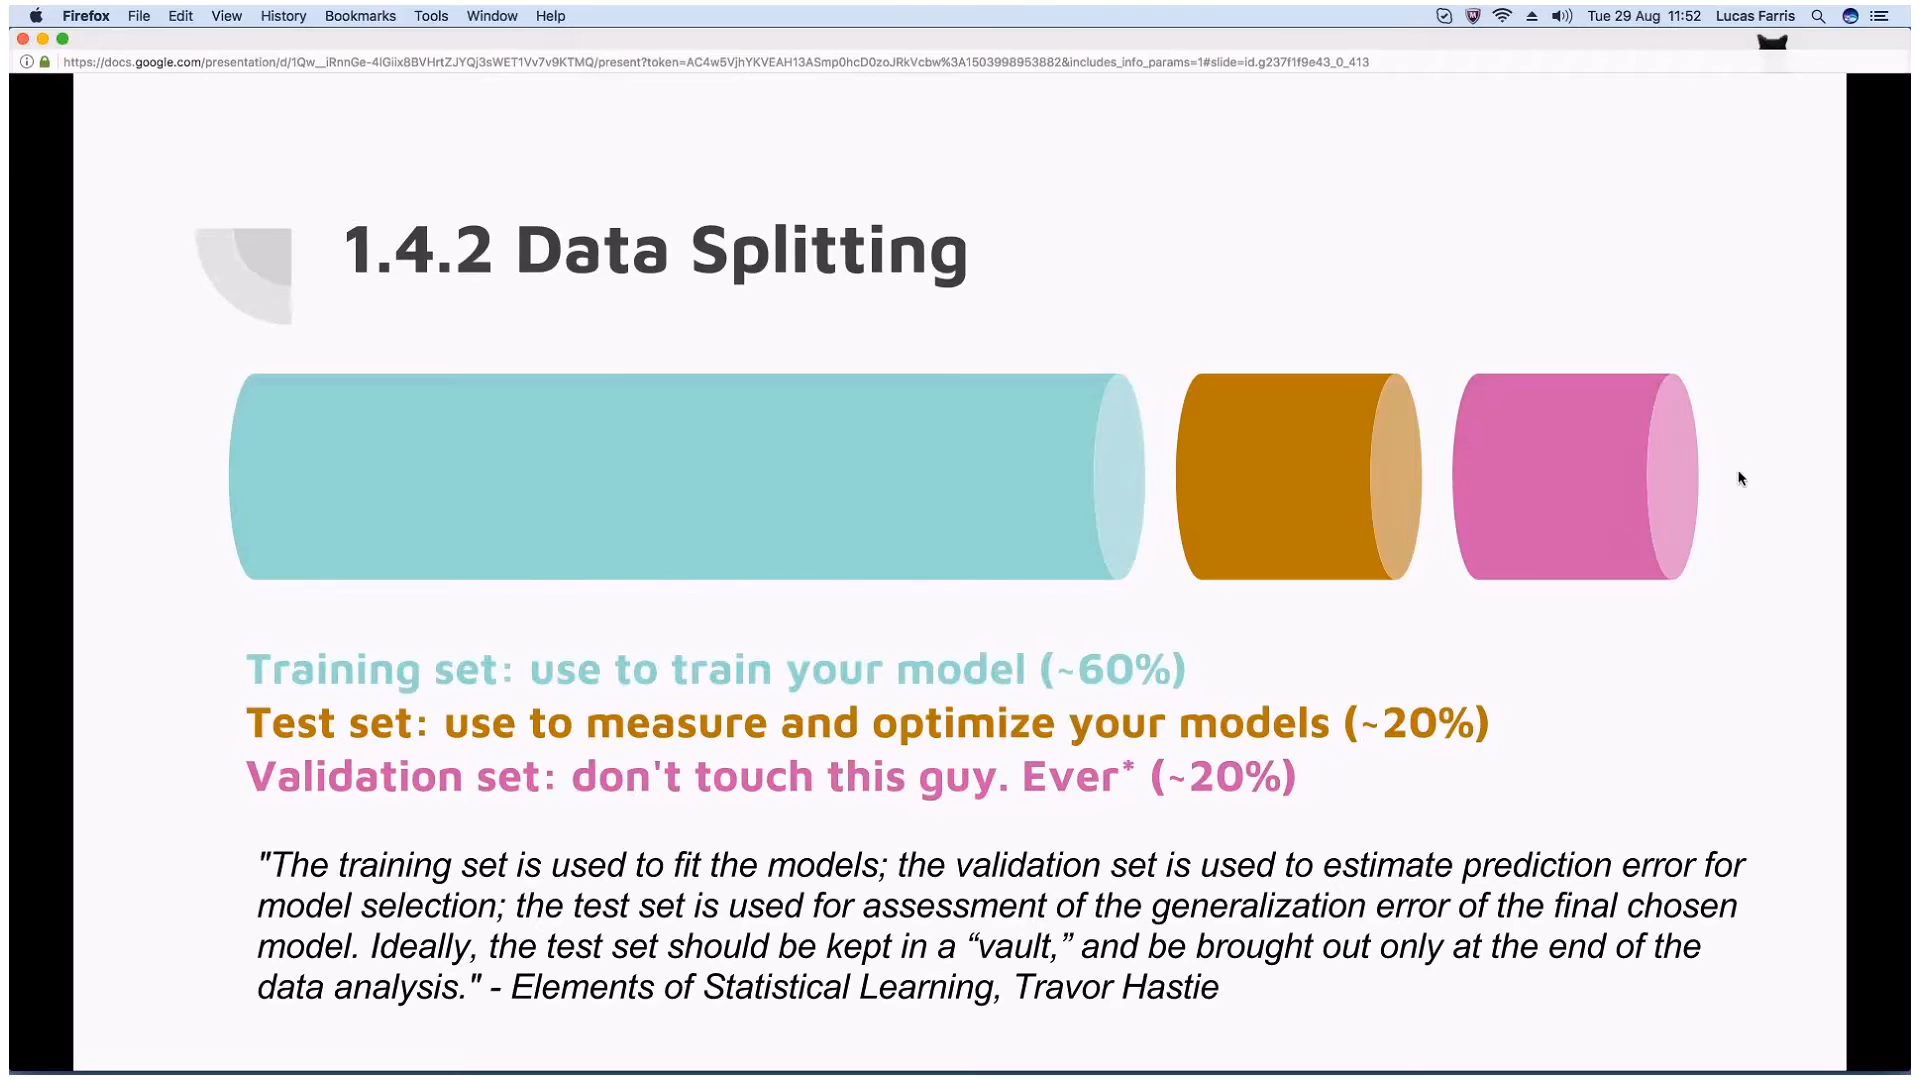 Firefox File Edit View History Bookmarks Tools Window Help Tue 29 Aug 11:52 Lucas Farris
https://docs.google.com/presentation/d/1Qw__iRnnGe-4lGiix8BVHrtZJYQj3sWET1Vv7v9KTMQ/present?token=AC4w5VjhYKVEAH13ASmp0hcD0zoJRkVcbw%3A1503998953882&includes_info_params=1#slide=id.g237f1f9e43_0_413
1.4.2 Data Splitting
Training set: use to train your model (~60%)
Test set: use to measure and optimize your models (~20%)
Validation set: don't touch this guy. Ever* (~20%)
"The training set is used to fit the models; the validation set is used to estimate prediction error for
model selection; the test set is used for assessment of the generalization error of the final chosen
model. Ideally, the test set should be kept in a “vault,” and be brought out only at the end of the
data analysis." - Elements of Statistical Learning, Travor Hastie